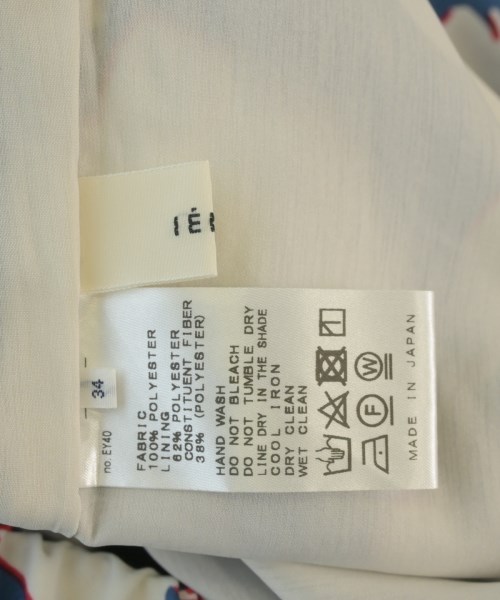 34
no EY40
FABRIC
100% POLYESTER
LINING
62% POLYESTER
CONSTITUENT FIBER
38% (POLYESTER)
HAND WASH
DO NOT BLEACH
DO NOT TUMBLE DRY
LINE DRY IN THE SHADE
COOL IRON
DRY CLEAN
WET CLEAN
F W
MADE IN JAPAN